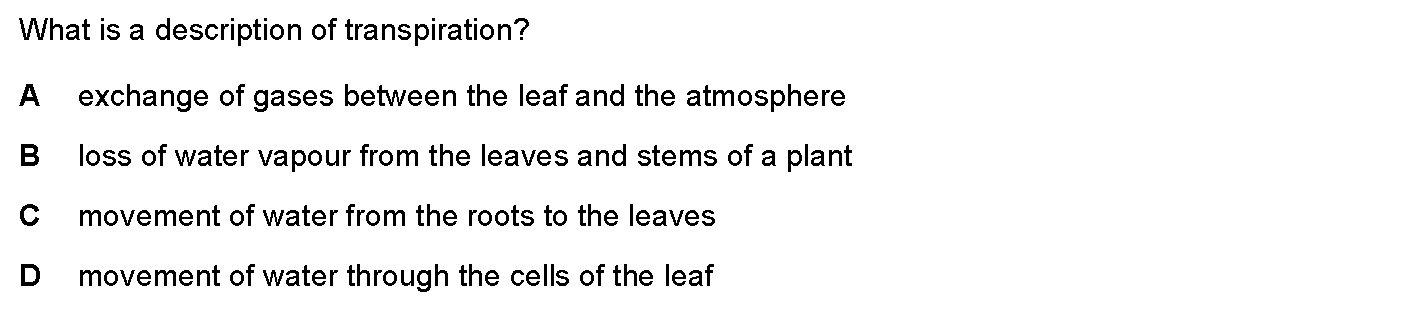 What is a description of transpiration?
A exchange of gases between the leaf and the atmosphere
B loss of water vapour from the leaves and stems of a plant
C movement of water from the roots to the leaves
D movement of water through the cells of the leaf